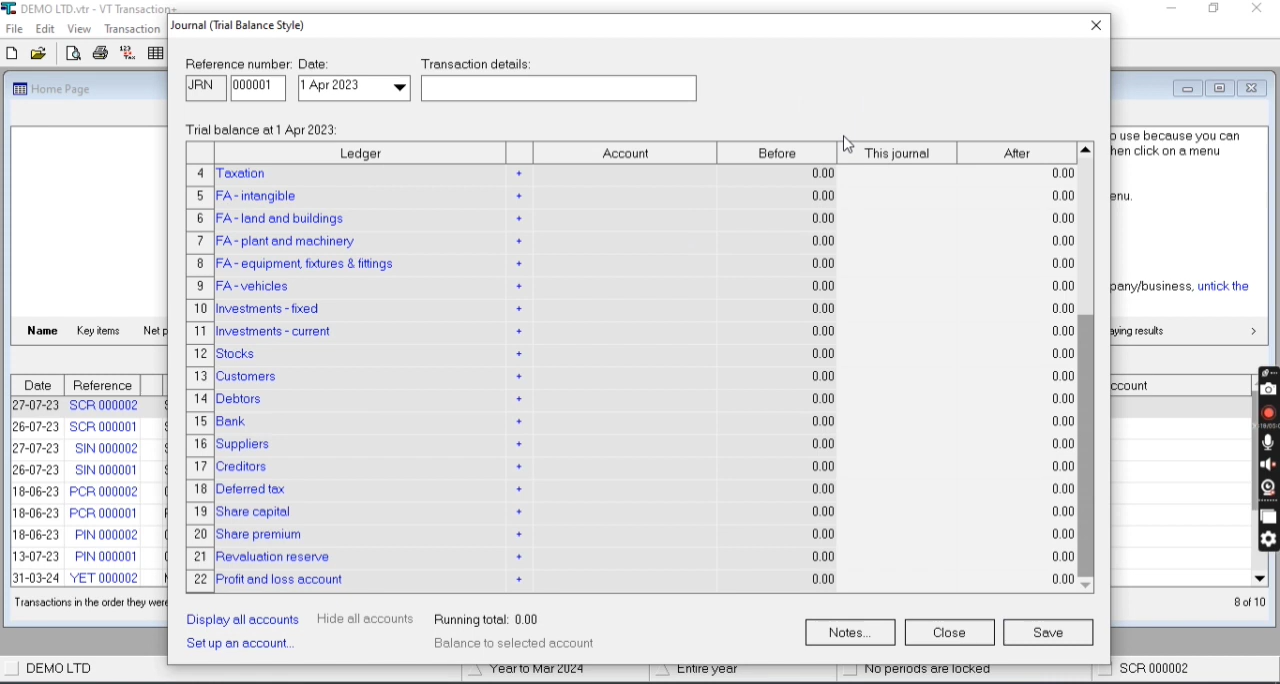 DEMO LTD.vtr - VT Transaction+
File Edit View Transaction
Journal (Trial Balance Style)
Reference number: Date: Transaction details:
JRN 000001 1 Apr 2023
Trial balance at 1 Apr 2023:
Ledger Account Before This journal After
4 Taxation + 0.00 0.00
5 FA - intangible + 0.00 0.00
6 FA - land and buildings + 0.00 0.00
7 FA - plant and machinery + 0.00 0.00
8 FA - equipment, fixtures & fittings + 0.00 0.00
9 FA - vehicles + 0.00 0.00
10 Investments - fixed + 0.00 0.00
11 Investments - current + 0.00 0.00
12 Stocks + 0.00 0.00
13 Customers + 0.00 0.00
14 Debtors + 0.00 0.00
15 Bank + 0.00 0.00
16 Suppliers + 0.00 0.00
17 Creditors + 0.00 0.00
18 Deferred tax + 0.00 0.00
19 Share capital + 0.00 0.00
20 Share premium + 0.00 0.00
21 Revaluation reserve + 0.00 0.00
22 Profit and loss account + 0.00 0.00
Display all accounts Hide all accounts Running total: 0.00
Set up an account... Balance to selected account
Notes... Close Save
Home Page
Name Key items Net p
Date Reference
27-07-23 SCR 000002
26-07-23 SCR 000001
27-07-23 SIN 000002
26-07-23 SIN 000001
18-06-23 PCR 000002
18-06-23 PCR 000001
18-06-23 PIN 000002
13-07-23 PIN 000001
31-03-24 YET 000002
Transactions in the order they were
o use because you can
hen click on a menu
enu.
pany/business, untick the
aying results
ccount
8 of 10
DEMO LTD Year to Mar 2024 Entire year No periods are locked SCR 000002